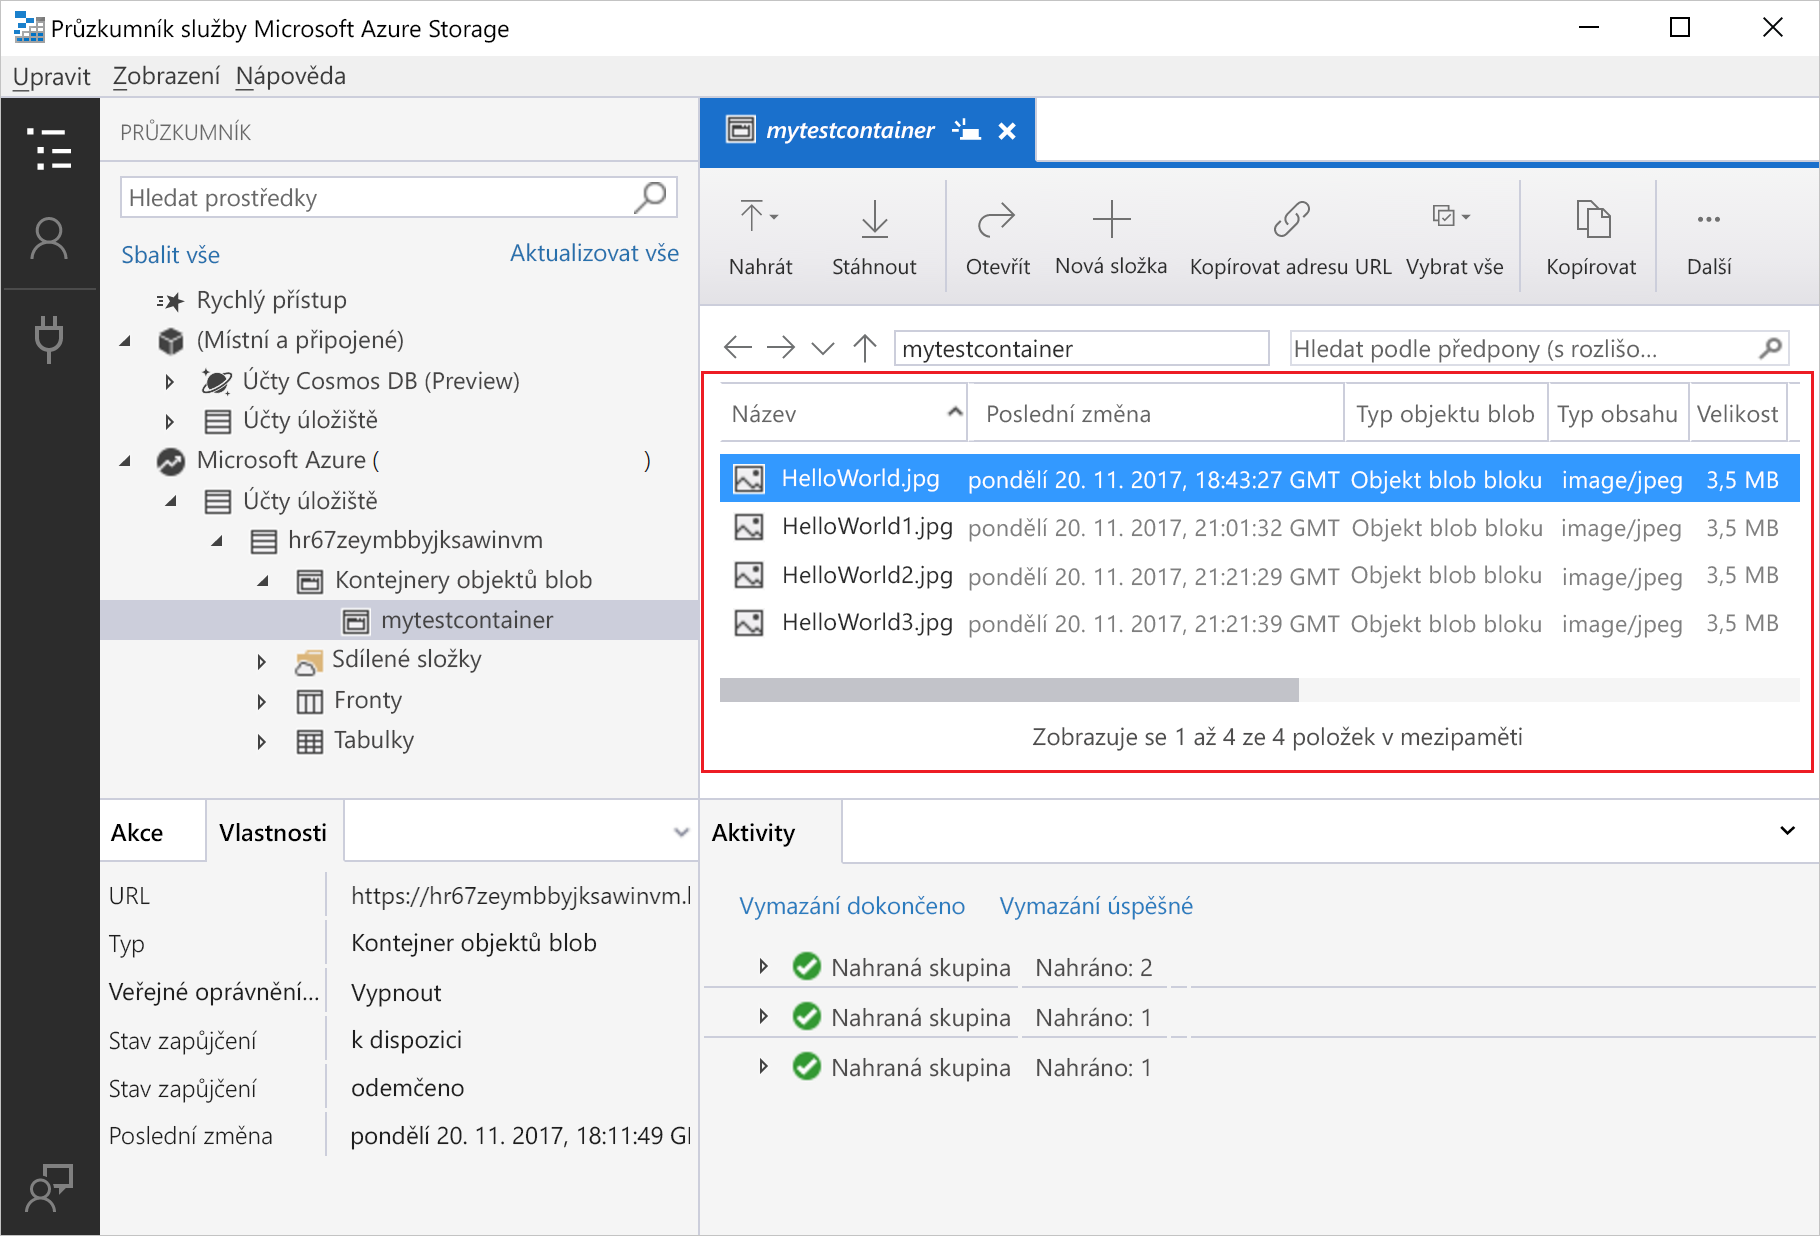 Průzkumník služby Microsoft Azure Storage
Upravit Zobrazení Nápověda
PRŮZKUMNÍK
Hledat prostředky
Sbalit vše Aktualizovat vše
Rychlý přístup
(Místní a připojené)
Účty Cosmos DB (Preview)
Účty úložiště
Microsoft Azure ( )
Účty úložiště
hr67zeymbbyjksawinvm
Kontejnery objektů blob
mytestcontainer
Sdílené složky
Fronty
Tabulky
mytestcontainer
Nahrát Stáhnout Otevřít Nová složka Kopírovat adresu URL Vybrat vše Kopírovat Další
mytestcontainer Hledat podle předpony (s rozlišo...
Název Poslední změna Typ objektu blob Typ obsahu Velikost
HelloWorld.jpg pondělí 20. 11. 2017, 18:43:27 GMT Objekt blob bloku image/jpeg 3,5 MB
HelloWorld1.jpg pondělí 20. 11. 2017, 21:01:32 GMT Objekt blob bloku image/jpeg 3,5 MB
HelloWorld2.jpg pondělí 20. 11. 2017, 21:21:29 GMT Objekt blob bloku image/jpeg 3,5 MB
HelloWorld3.jpg pondělí 20. 11. 2017, 21:21:39 GMT Objekt blob bloku image/jpeg 3,5 MB
Zobrazuje se 1 až 4 ze 4 položek v mezipaměti
Akce Vlastnosti
URL https://hr67zeymbbyjksawinvm.
Typ Kontejner objektů blob
Veřejné oprávnění... Vypnout
Stav zapůjčení k dispozici
Stav zapůjčení odemčeno
Poslední změna pondělí 20. 11. 2017, 18:11:49
Aktivity
Vymazání dokončeno Vymazání úspěšné
Nahraná skupina Nahráno: 2
Nahraná skupina Nahráno: 1
Nahraná skupina Nahráno: 1